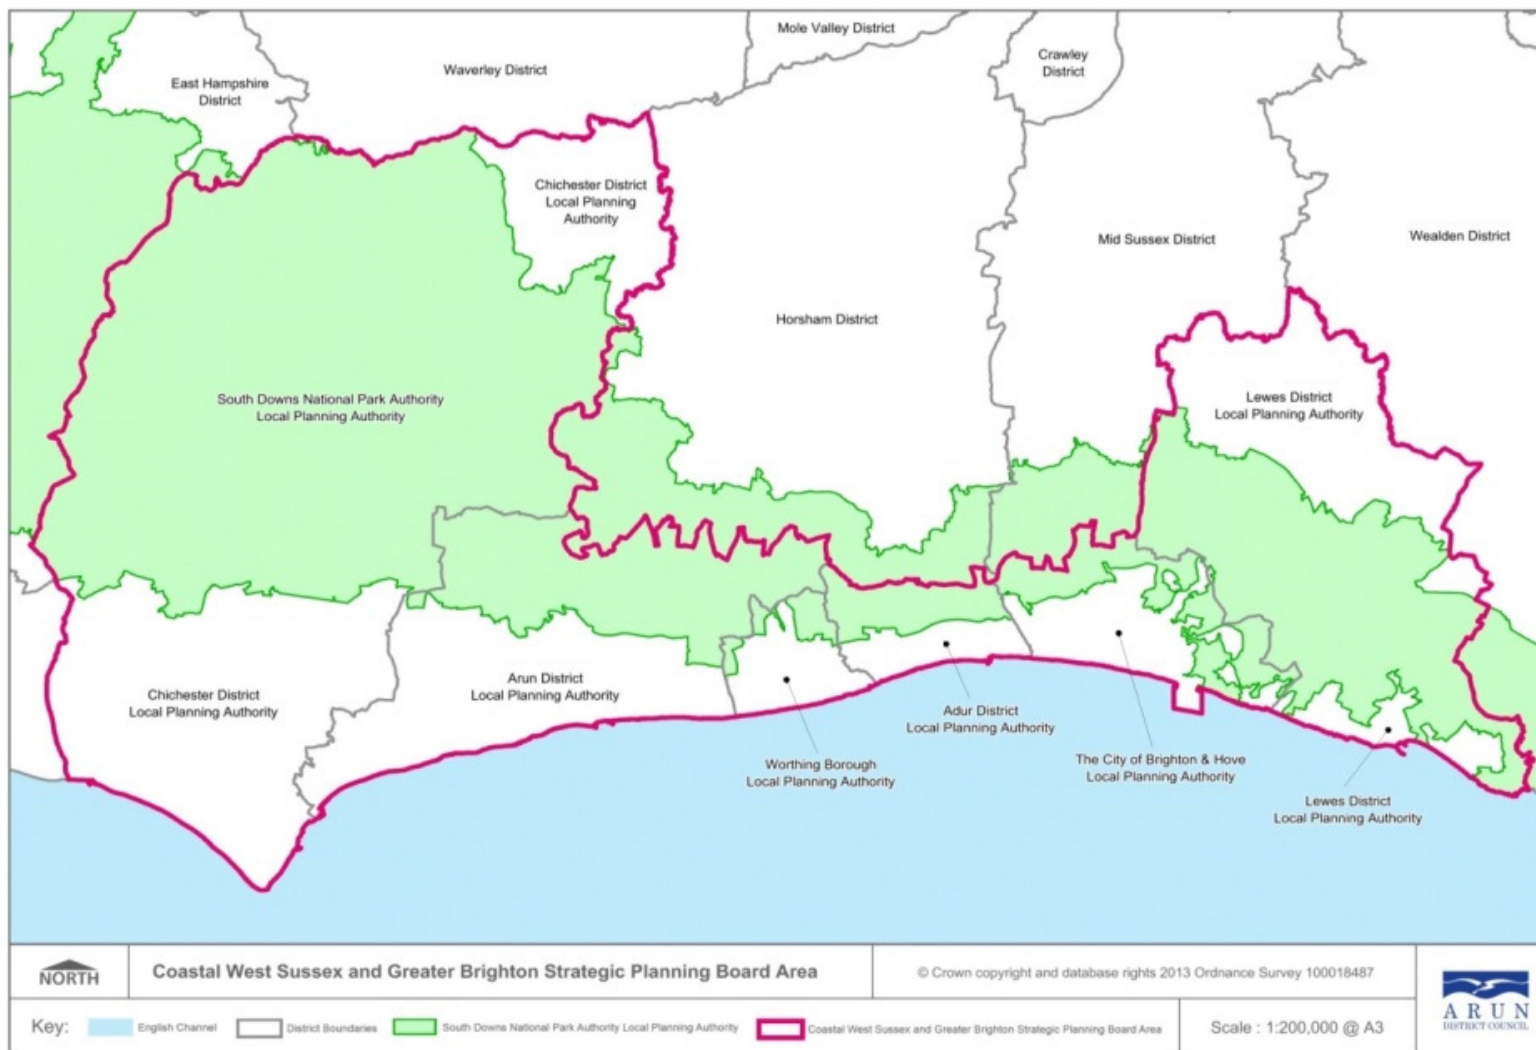 Mole Valley District
Crawley
District
Waverley District
East Hampshire
District
Chichester District
Local Planning
Authority
Mid Sussex District
Wealden District
Horsham District
South Downs National Park Authority
Local Planning Authority
Lewes District
Local Planning Authority
Arun District
Local Planning Authority
Chichester District
Local Planning Authority
Adur District
Local Planning Authority
Worthing Borough
Local Planning Authority
The City of Brighton & Hove
Local Planning Authority
Lewes District
Local Planning Authority
NORTH
Coastal West Sussex and Greater Brighton Strategic Planning Board Area
© Crown copyright and database rights 2013 Ordnance Survey 100018487
Key:
English Channel
District Boundaries
South Downs National Park Authority Local Planning Authority
Coastal West Sussex and Greater Brighton Strategic Planning Board Area
Scale : 1:200,000 @ A3
ARUN
DISTRICT COUNCIL